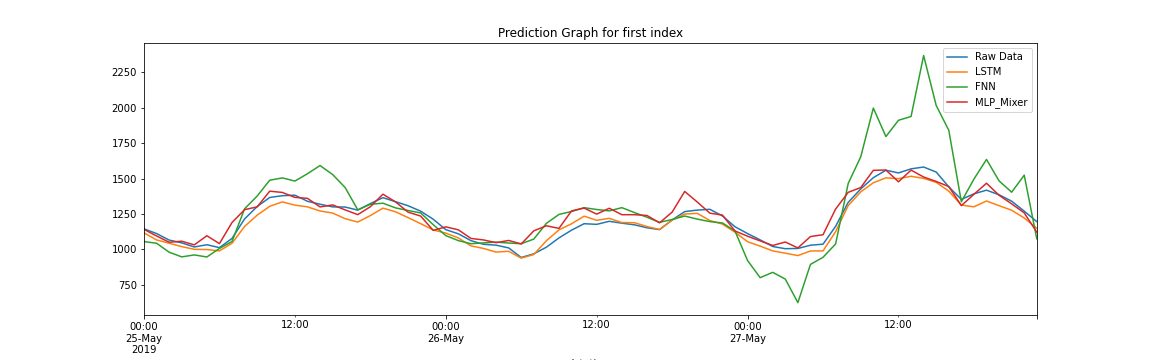 Prediction Graph for first index
Raw Data
LSTM
FNN
MLP_Mixer
2250
2000
1750
1500
1250
1000
750
00:00
25-May
2019
12:00
00:00
26-May
12:00
00:00
27-May
12:00